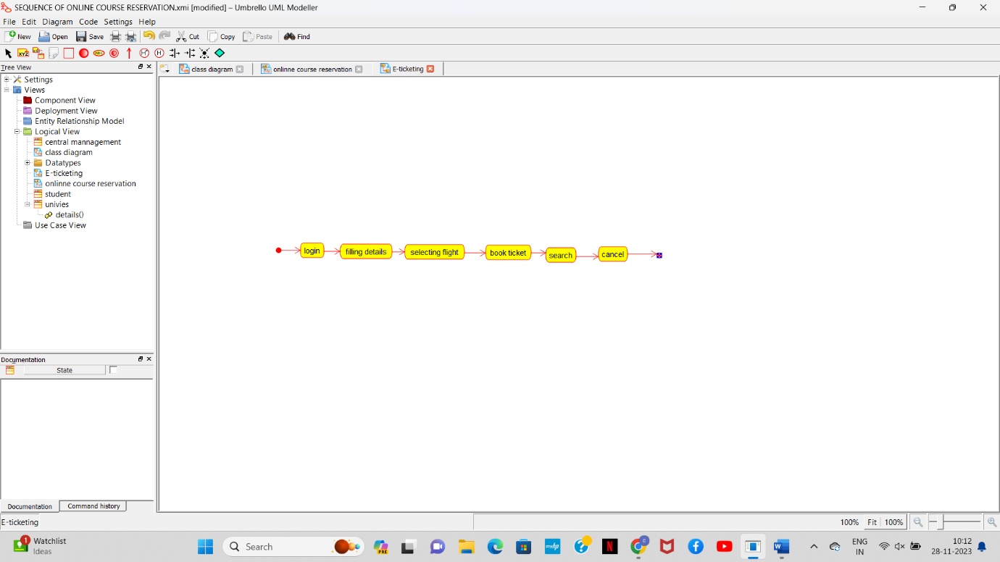 SEQUENCE OF ONLINE COURSE RESERVATION.xmi [modified] – Umbrello UML Modeller
File Edit Diagram Code Settings Help
New Open Save Cut Copy Paste Find
XYZ ABC H* H
Tree View
class diagram onlinne course reservation E-ticketing
Settings
Views
Component View
Deployment View
Entity Relationship Model
Logical View
central mannagement
class diagram
Datatypes
E-ticketing
onlinne course reservation
student
univies
details()
Use Case View
login filling details selecting flight book ticket search cancel
Documentation
State
Documentation Command history
E-ticketing 100% Fit 100%
1 Watchlist
Ideas
Search
PRE
myhp
N
C
W
ENG
IN
10:12
28-11-2023